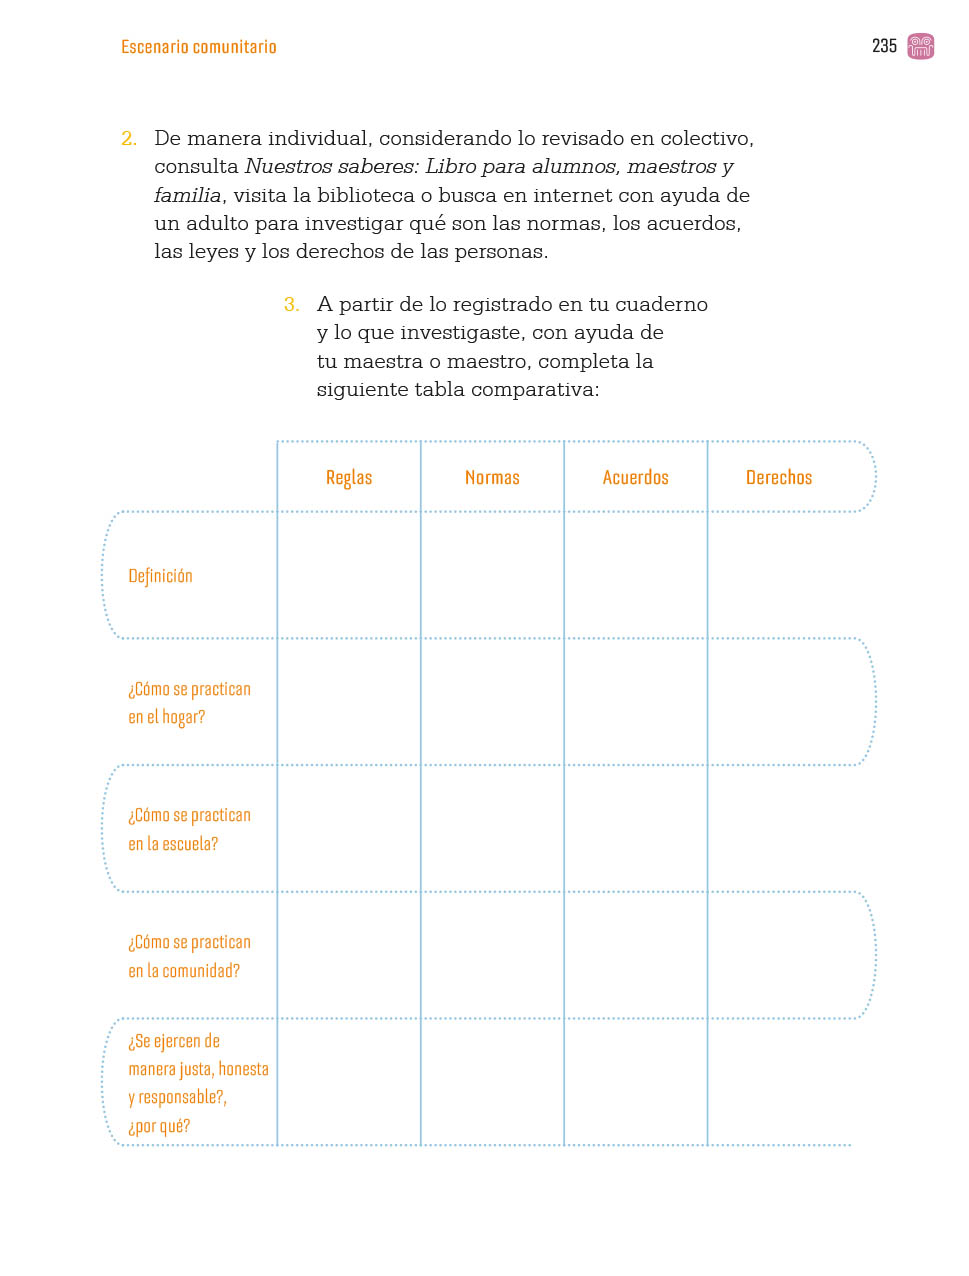 Escenario comunitario
235
2. De manera individual, considerando lo revisado en colectivo,
consulta Nuestros saberes: Libro para alumnos, maestros y
familia, visita la biblioteca o busca en internet con ayuda de
un adulto para investigar qué son las normas, los acuerdos,
las leyes y los derechos de las personas.
3. A partir de lo registrado en tu cuaderno
y lo que investigaste, con ayuda de
tu maestra o maestro, completa la
siguiente tabla comparativa:
Reglas Normas Acuerdos Derechos
Definición
¿Cómo se practican
en el hogar?
¿Cómo se practican
en la escuela?
¿Cómo se practican
en la comunidad?
¿Se ejercen de
manera justa, honesta
y responsable?,
¿por qué?